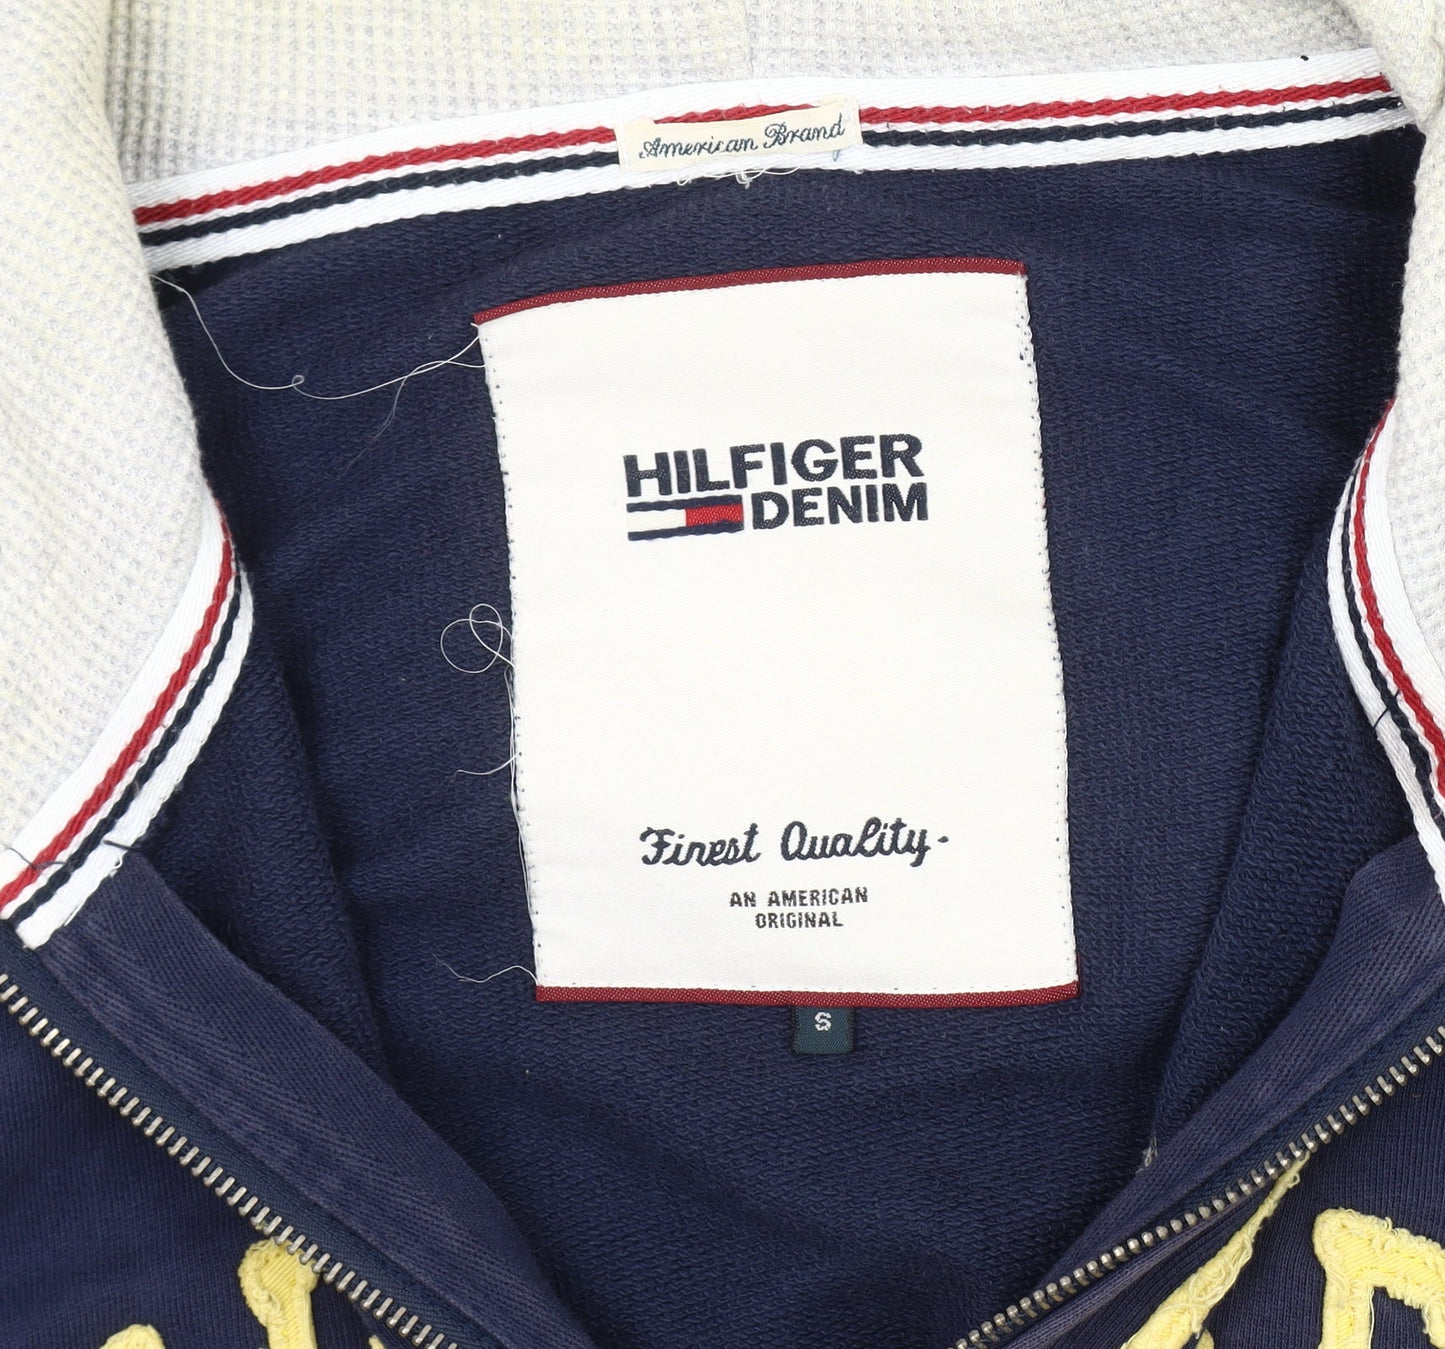 American Brand
HILFIGER
DENIM
Finest Quality.
AN AMERICAN
ORIGINAL
S